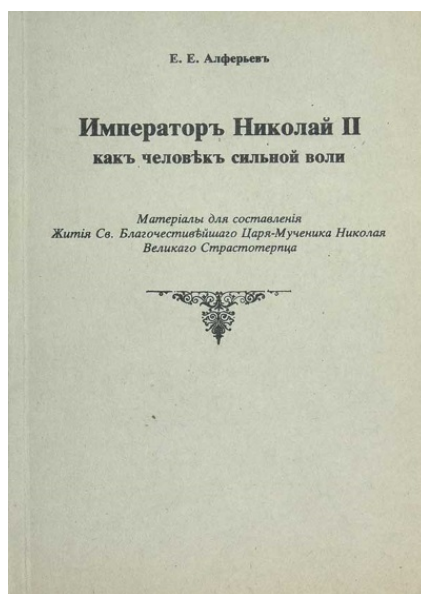 Е. Е. Алферьевъ
Императоръ Николай II
какъ человѣкъ сильной воли
Матеріалы для составленія
Житія Св. Благочестивѣйшаго Царя-Мученика Николая
Великаго Страстотерпца